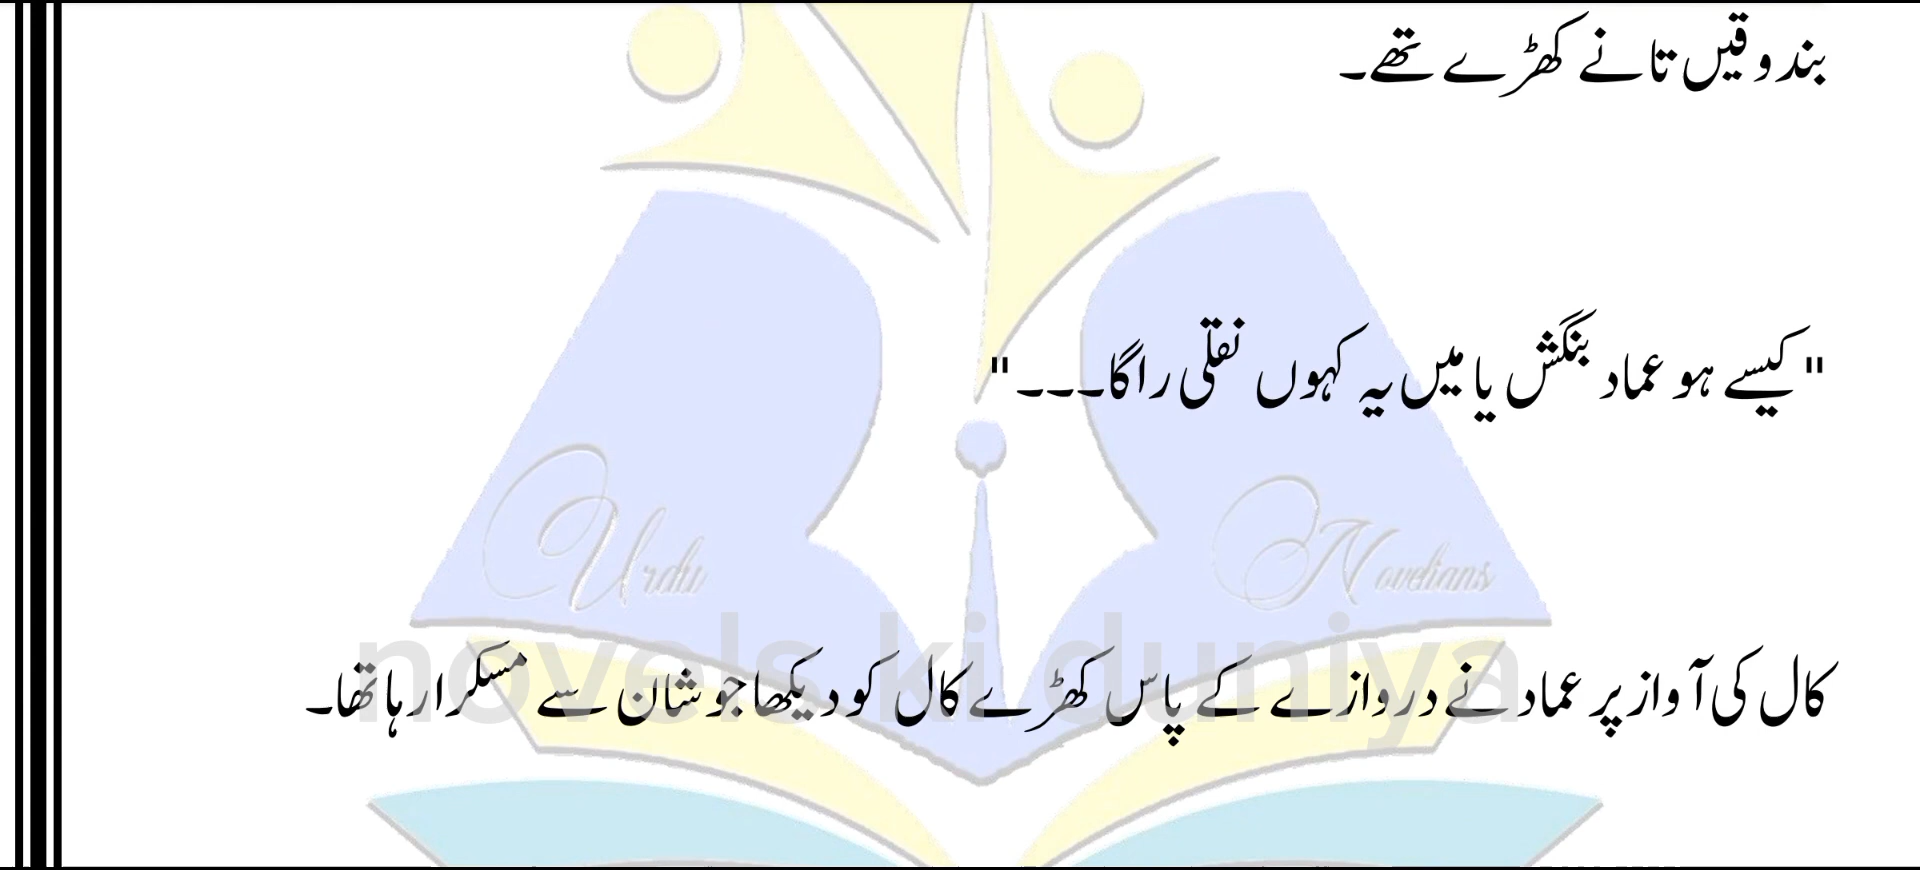 بندوقیں تانے کھڑے تھے۔
"کیسے ہو عماد بنگش یا میں یہ کہوں نقلی راگا۔۔۔"
Urdu Novelians
novels ki duniya
کال کی آواز پر عماد نے دروازے کے پاس کھڑے کال کو دیکھا جو شان سے مسکرا رہا تھا۔